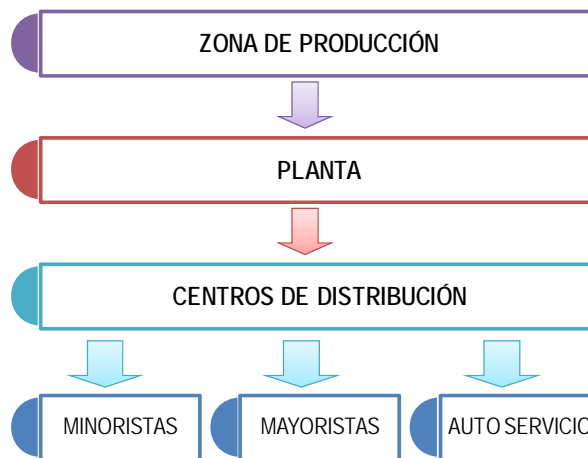 ZONA DE PRODUCCIÓN
PLANTA
CENTROS DE DISTRIBUCIÓN
MINORISTAS
MAYORISTAS
AUTO SERVICIO